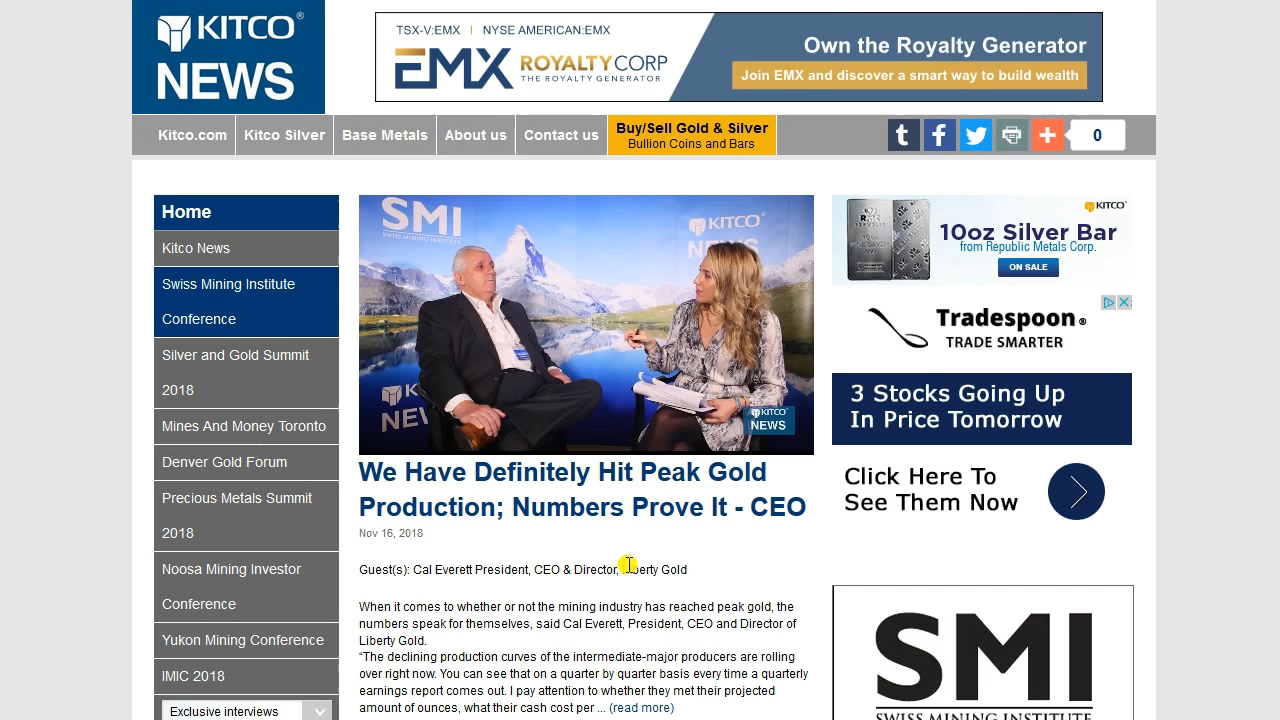 KITCO®
NEWS
TSX-V:EMX | NYSE AMERICAN:EMX
EMX ROYALTYCORP
THE ROYALTY GENERATOR
Own the Royalty Generator
Join EMX and discover a smart way to build wealth
Kitco.com
Kitco Silver
Base Metals
About us
Contact us
Buy/Sell Gold & Silver
Bullion Coins and Bars
0
Home
Kitco News
Swiss Mining Institute
Conference
Silver and Gold Summit
2018
Mines And Money Toronto
Denver Gold Forum
Precious Metals Summit
2018
Noosa Mining Investor
Conference
Yukon Mining Conference
IMIC 2018
Exclusive interviews
SMI
SWISS MINING INSTITUTE
KITCO®
NEWS
KITCO
NEWS
We Have Definitely Hit Peak Gold
Production; Numbers Prove It - CEO
Nov 16, 2018
Guest(s): Cal Everett President, CEO & Director, Liberty Gold
When it comes to whether or not the mining industry has reached peak gold, the
numbers speak for themselves, said Cal Everett, President, CEO and Director of
Liberty Gold.
“The declining production curves of the intermediate-major producers are rolling
over right now. You can see that on a quarter by quarter basis every time a quarterly
earnings report comes out. I pay attention to whether they met their projected
amount of ounces, what their cash cost per ... (read more)
KITCO
10oz Silver Bar
from Republic Metals Corp.
ON SALE
Tradespoon®
TRADE SMARTER
3 Stocks Going Up
In Price Tomorrow
Click Here To
See Them Now
SMI
SWISS MINING INSTITUTE